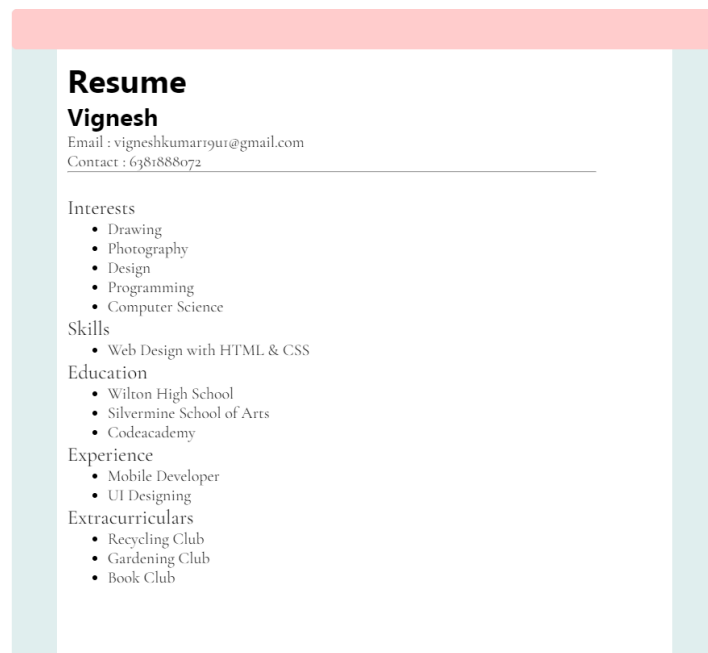 Resume
Vignesh
Email : vigneshkumar19u1@gmail.com
Contact : 6381888072
Interests
Drawing
Photography
Design
Programming
Computer Science
Skills
Web Design with HTML & CSS
Education
Wilton High School
Silvermine School of Arts
Codeacademy
Experience
Mobile Developer
UI Designing
Extracurriculars
Recycling Club
Gardening Club
Book Club